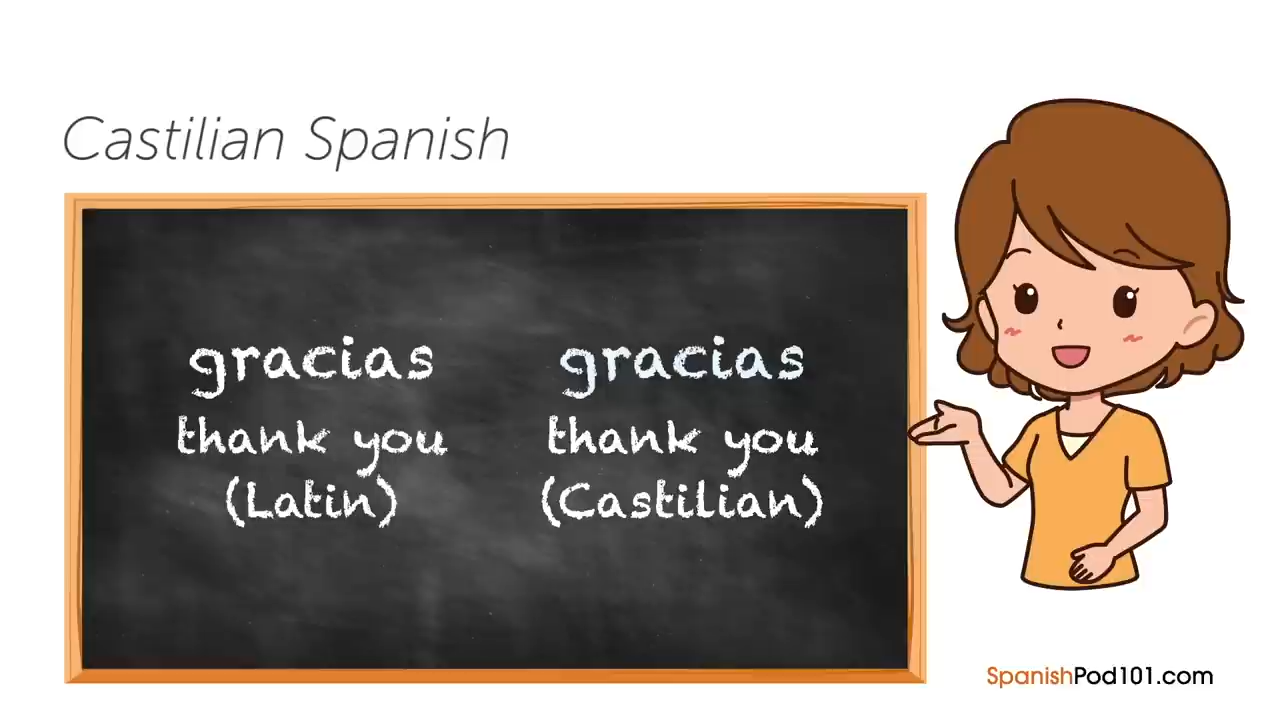 Castilian Spanish
gracias
thank you
(Latin)
gracias
thank you
(Castilian)
SpanishPod101.com